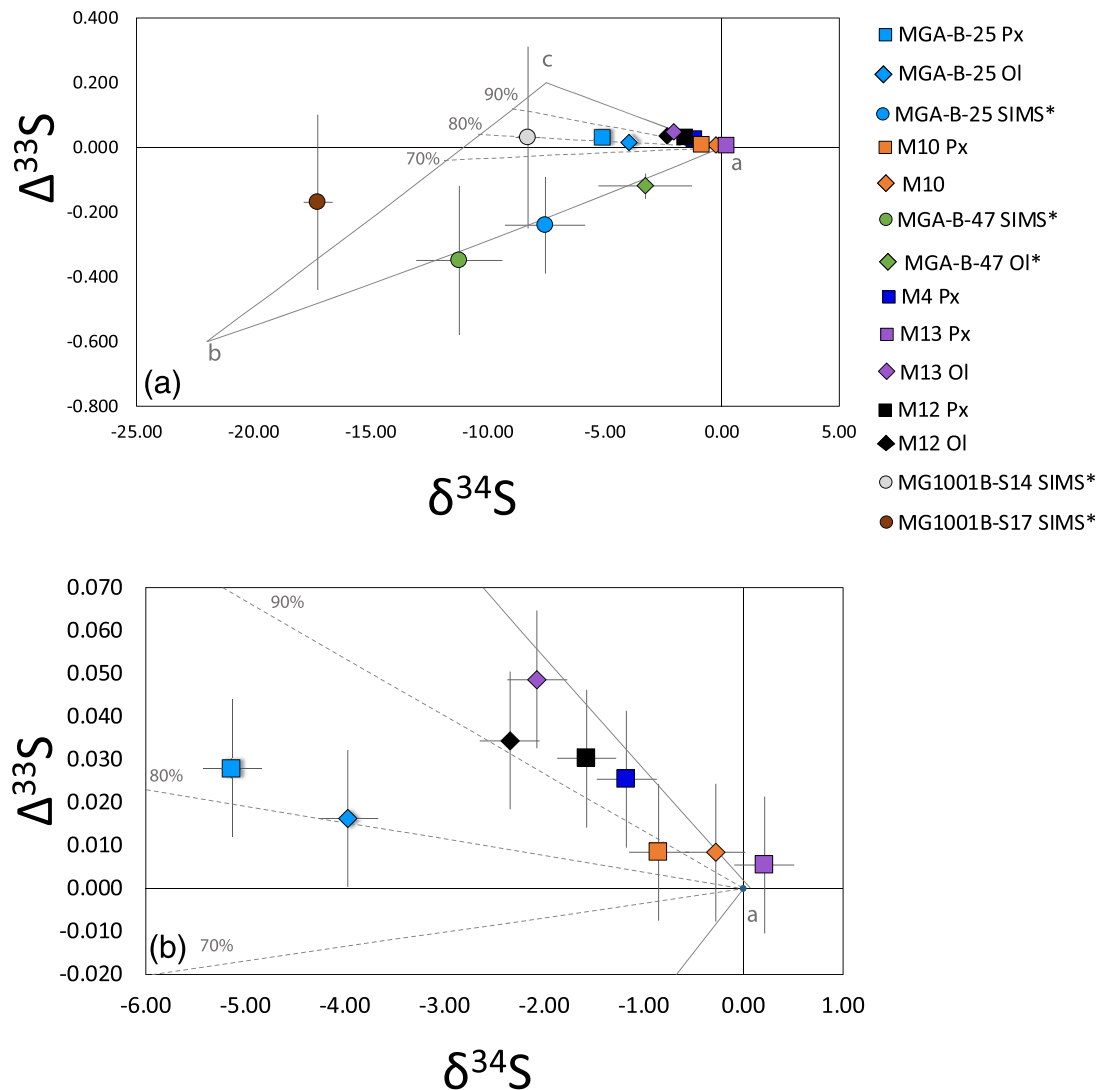 0.400
0.200
0.000
-0.200
-0.400
-0.600
-0.800
Δ33S
c
90%
80%
70%
a
b
(a)
-25.00 -20.00 -15.00 -10.00 -5.00 0.00 5.00
δ34S
MGA-B-25 Px
MGA-B-25 Ol
MGA-B-25 SIMS*
M10 Px
M10
MGA-B-47 SIMS*
MGA-B-47 Ol*
M4 Px
M13 Px
M13 Ol
M12 Px
M12 Ol
MG1001B-S14 SIMS*
MG1001B-S17 SIMS*
0.070
0.060
0.050
0.040
0.030
0.020
0.010
0.000
-0.010
-0.020
Δ33S
90%
80%
70%
a
(b)
-6.00 -5.00 -4.00 -3.00 -2.00 -1.00 0.00 1.00
δ34S